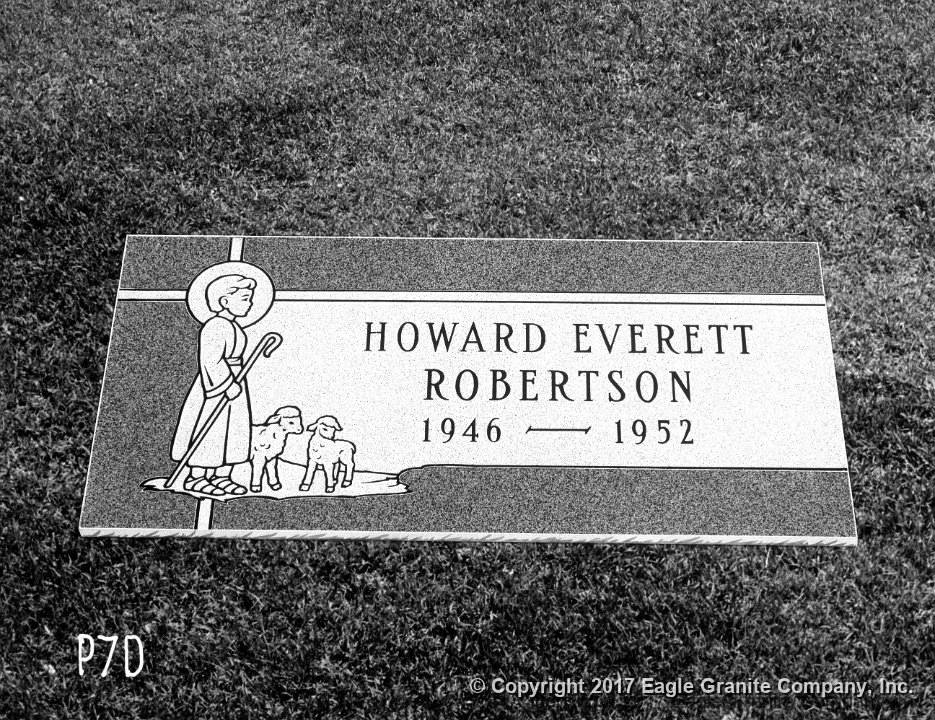 HOWARD EVERETT
ROBERTSON
1946 — 1952
P7D
© Copyright 2017 Eagle Granite Company, Inc.